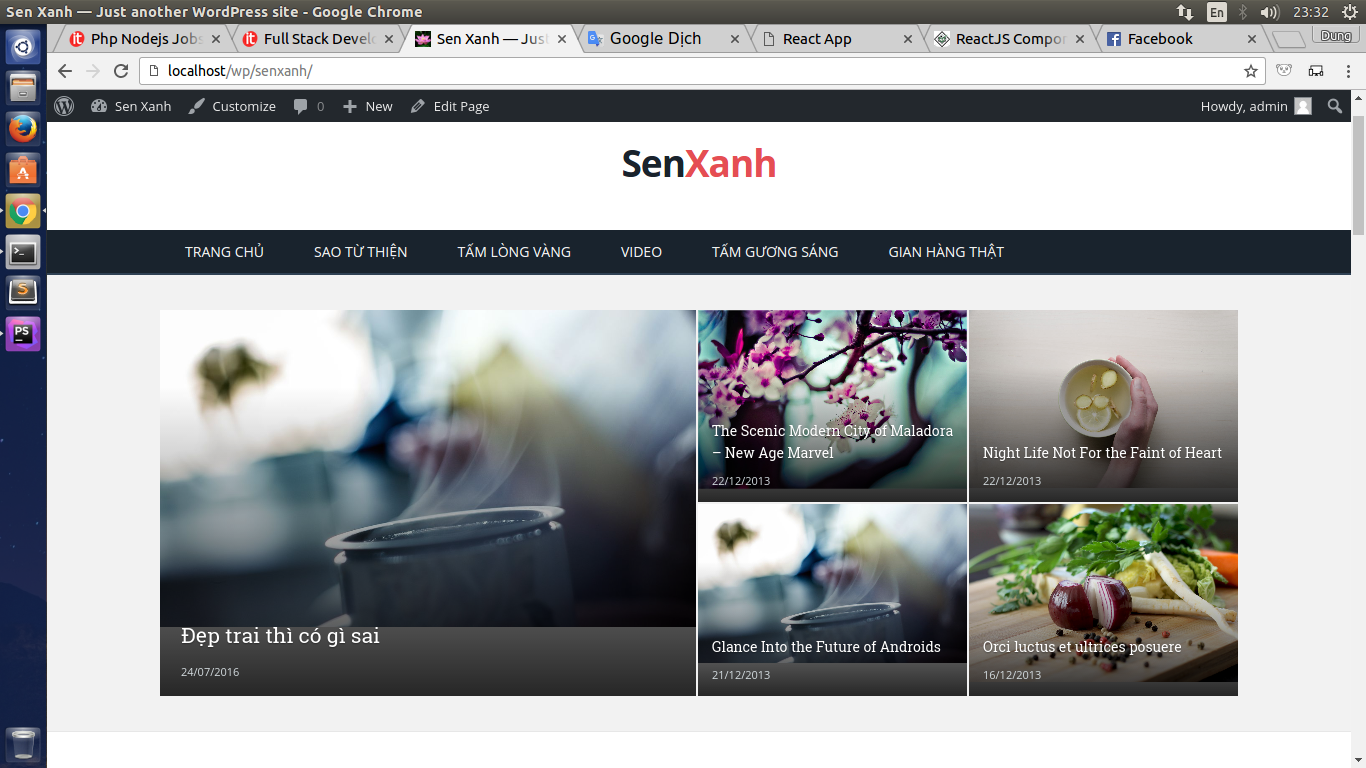 Sen Xanh — Just another WordPress site - Google Chrome
En
23:32
Php Nodejs Jobs
Full Stack Develo
Sen Xanh — Just
Google Dịch
React App
ReactJS Compor
Facebook
Dung
localhost/wp/senxanh/
Sen Xanh
Customize
0
New
Edit Page
Howdy, admin
SenXanh
TRANG CHỦ
SAO TỪ THIỆN
TẤM LÒNG VÀNG
VIDEO
TẤM GƯƠNG SÁNG
GIAN HÀNG THẬT
Đẹp trai thì có gì sai
24/07/2016
The Scenic Modern City of Maladora
– New Age Marvel
22/12/2013
Night Life Not For the Faint of Heart
22/12/2013
Glance Into the Future of Androids
21/12/2013
Orci luctus et ultrices posuere
16/12/2013